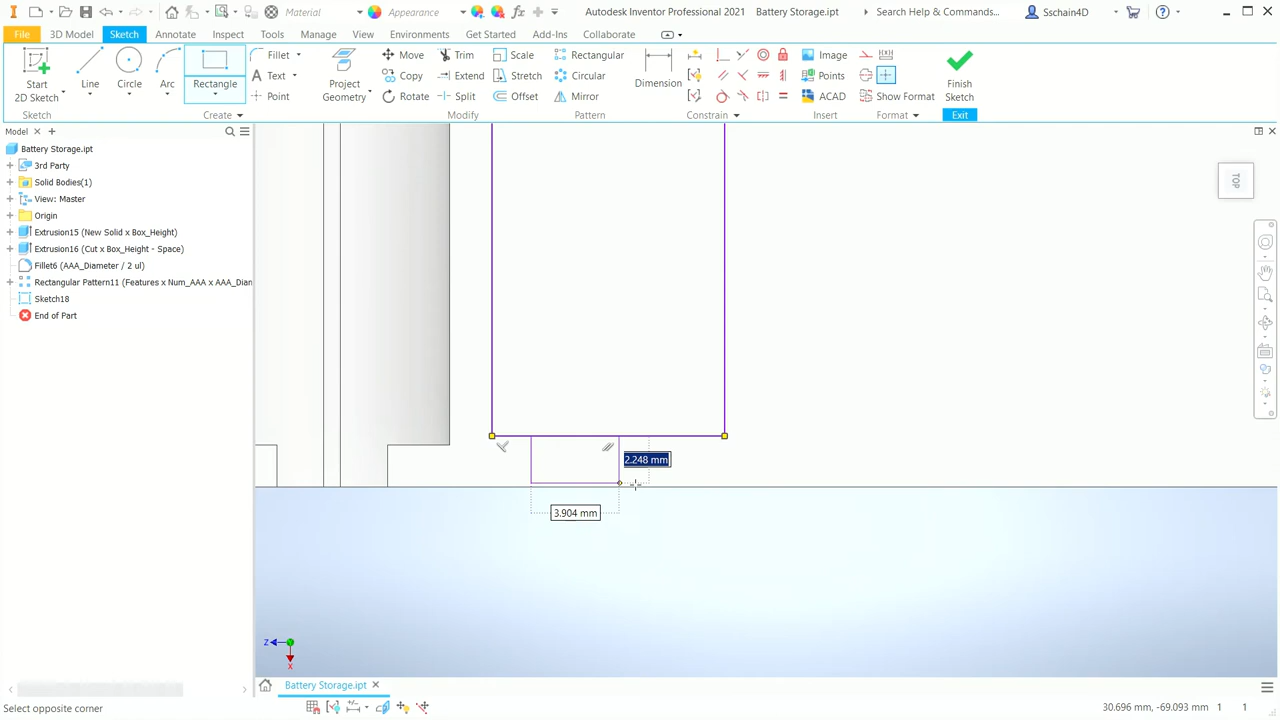 Material
Appearance
Autodesk Inventor Professional 2021 Battery Storage.ipt
Search Help & Commands...
Sschain4D
File 3D Model Sketch Annotate Inspect Tools Manage View Environments Get Started Add-Ins Collaborate
Start
2D Sketch
Line
Circle
Arc
Rectangle
Fillet
Text
Point
Project
Geometry
Move
Copy
Rotate
Trim
Extend
Split
Scale
Stretch
Offset
Rectangular
Circular
Mirror
Dimension
Image
Points
ACAD
Show Format
Finish
Sketch
Sketch Create Modify Pattern Constrain Insert Format Exit
Model
Battery Storage.ipt
3rd Party
Solid Bodies(1)
View: Master
Origin
Extrusion15 (New Solid x Box_Height)
Extrusion16 (Cut x Box_Height - Space)
Fillet6 (AAA_Diameter / 2 ul)
Rectangular Pattern11 (Features x Num_AAA x AAA_Dian
Sketch18
End of Part
TOP
2.248 mm
3.904 mm
Z
X
Battery Storage.ipt
Select opposite corner
30.696 mm, -69.093 mm 1 1